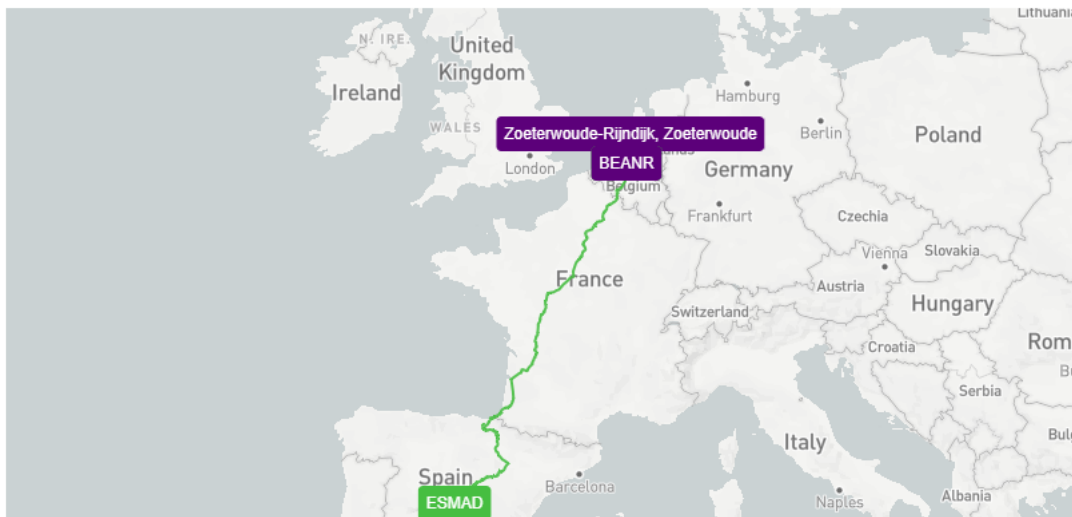 Lithuania
N. IRE.
United
Kingdom
Ireland
Hamburg
WALES
Zoeterwoude-Rijndijk, Zoeterwoude
Berlin
Poland
London
BEANR
Belgium
Germany
Frankfurt
Czechia
Vienna
Slovakia
France
Austria
Hungary
Switzerland
Croatia
Rom
Serbia
Italy
Spain
Barcelona
ESMAD
Naples
Albania